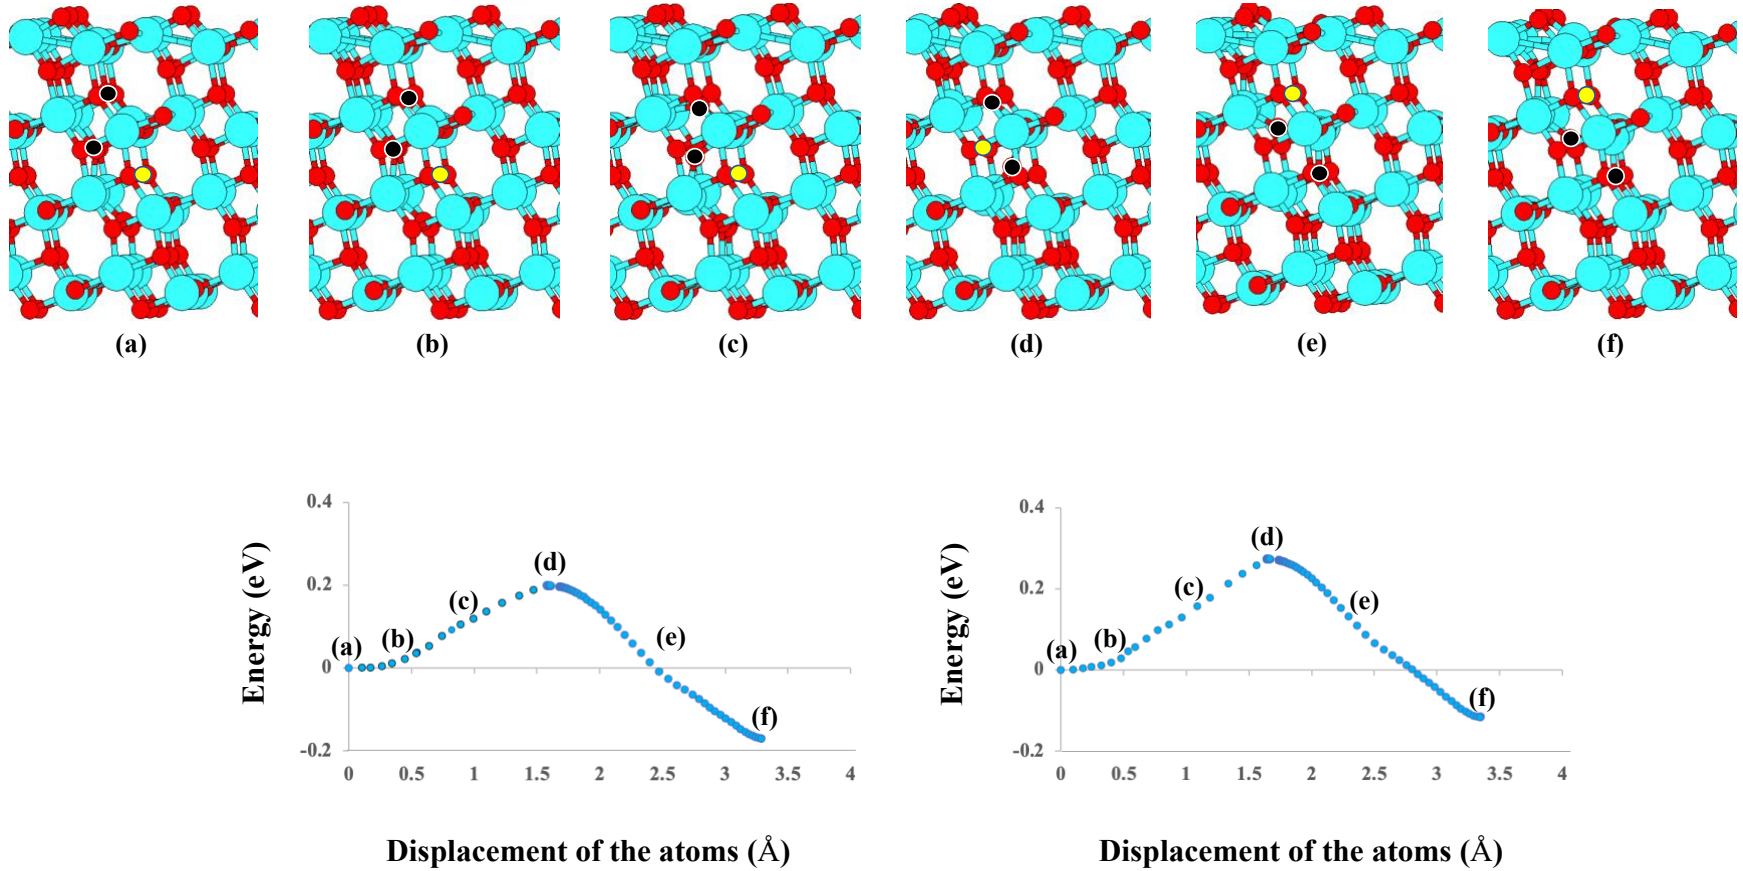 (a) (b) (c) (d) (e) (f)
0.4
0.2
0
-0.2
Energy (eV)
(a)
(b)
(c)
(d)
(e)
(f)
0 0.5 1 1.5 2 2.5 3 3.5 4
Displacement of the atoms (Å)
0.4
0.2
0
-0.2
Energy (eV)
(a)
(b)
(c)
(d)
(e)
(f)
0 0.5 1 1.5 2 2.5 3 3.5 4
Displacement of the atoms (Å)